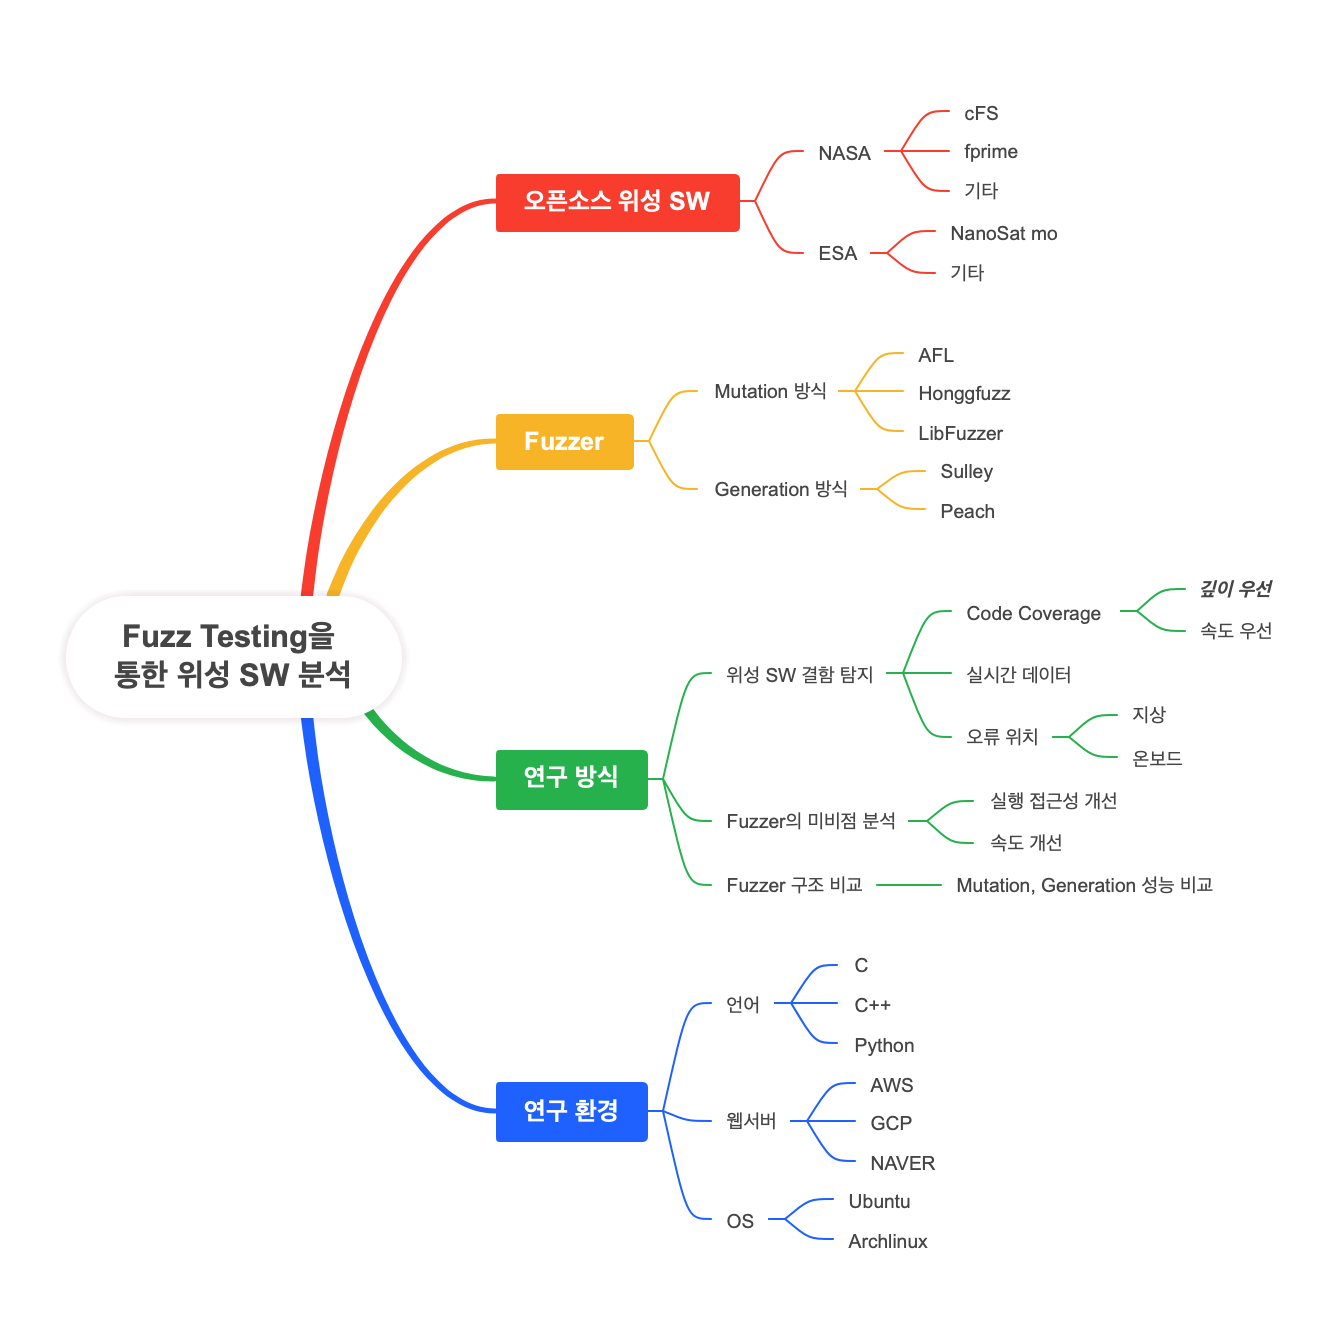 Fuzz Testing을
통한 위성 SW 분석
오픈소스 위성 SW
NASA
cFS
fprime
기타
ESA
NanoSat mo
기타
Fuzzer
Mutation 방식
AFL
Honggfuzz
LibFuzzer
Generation 방식
Sulley
Peach
연구 방식
위성 SW 결함 탐지
Code Coverage
깊이 우선
속도 우선
실시간 데이터
오류 위치
지상
온보드
Fuzzer의 미비점 분석
실행 접근성 개선
속도 개선
Fuzzer 구조 비교
Mutation, Generation 성능 비교
연구 환경
언어
C
C++
Python
웹서버
AWS
GCP
NAVER
OS
Ubuntu
Archlinux